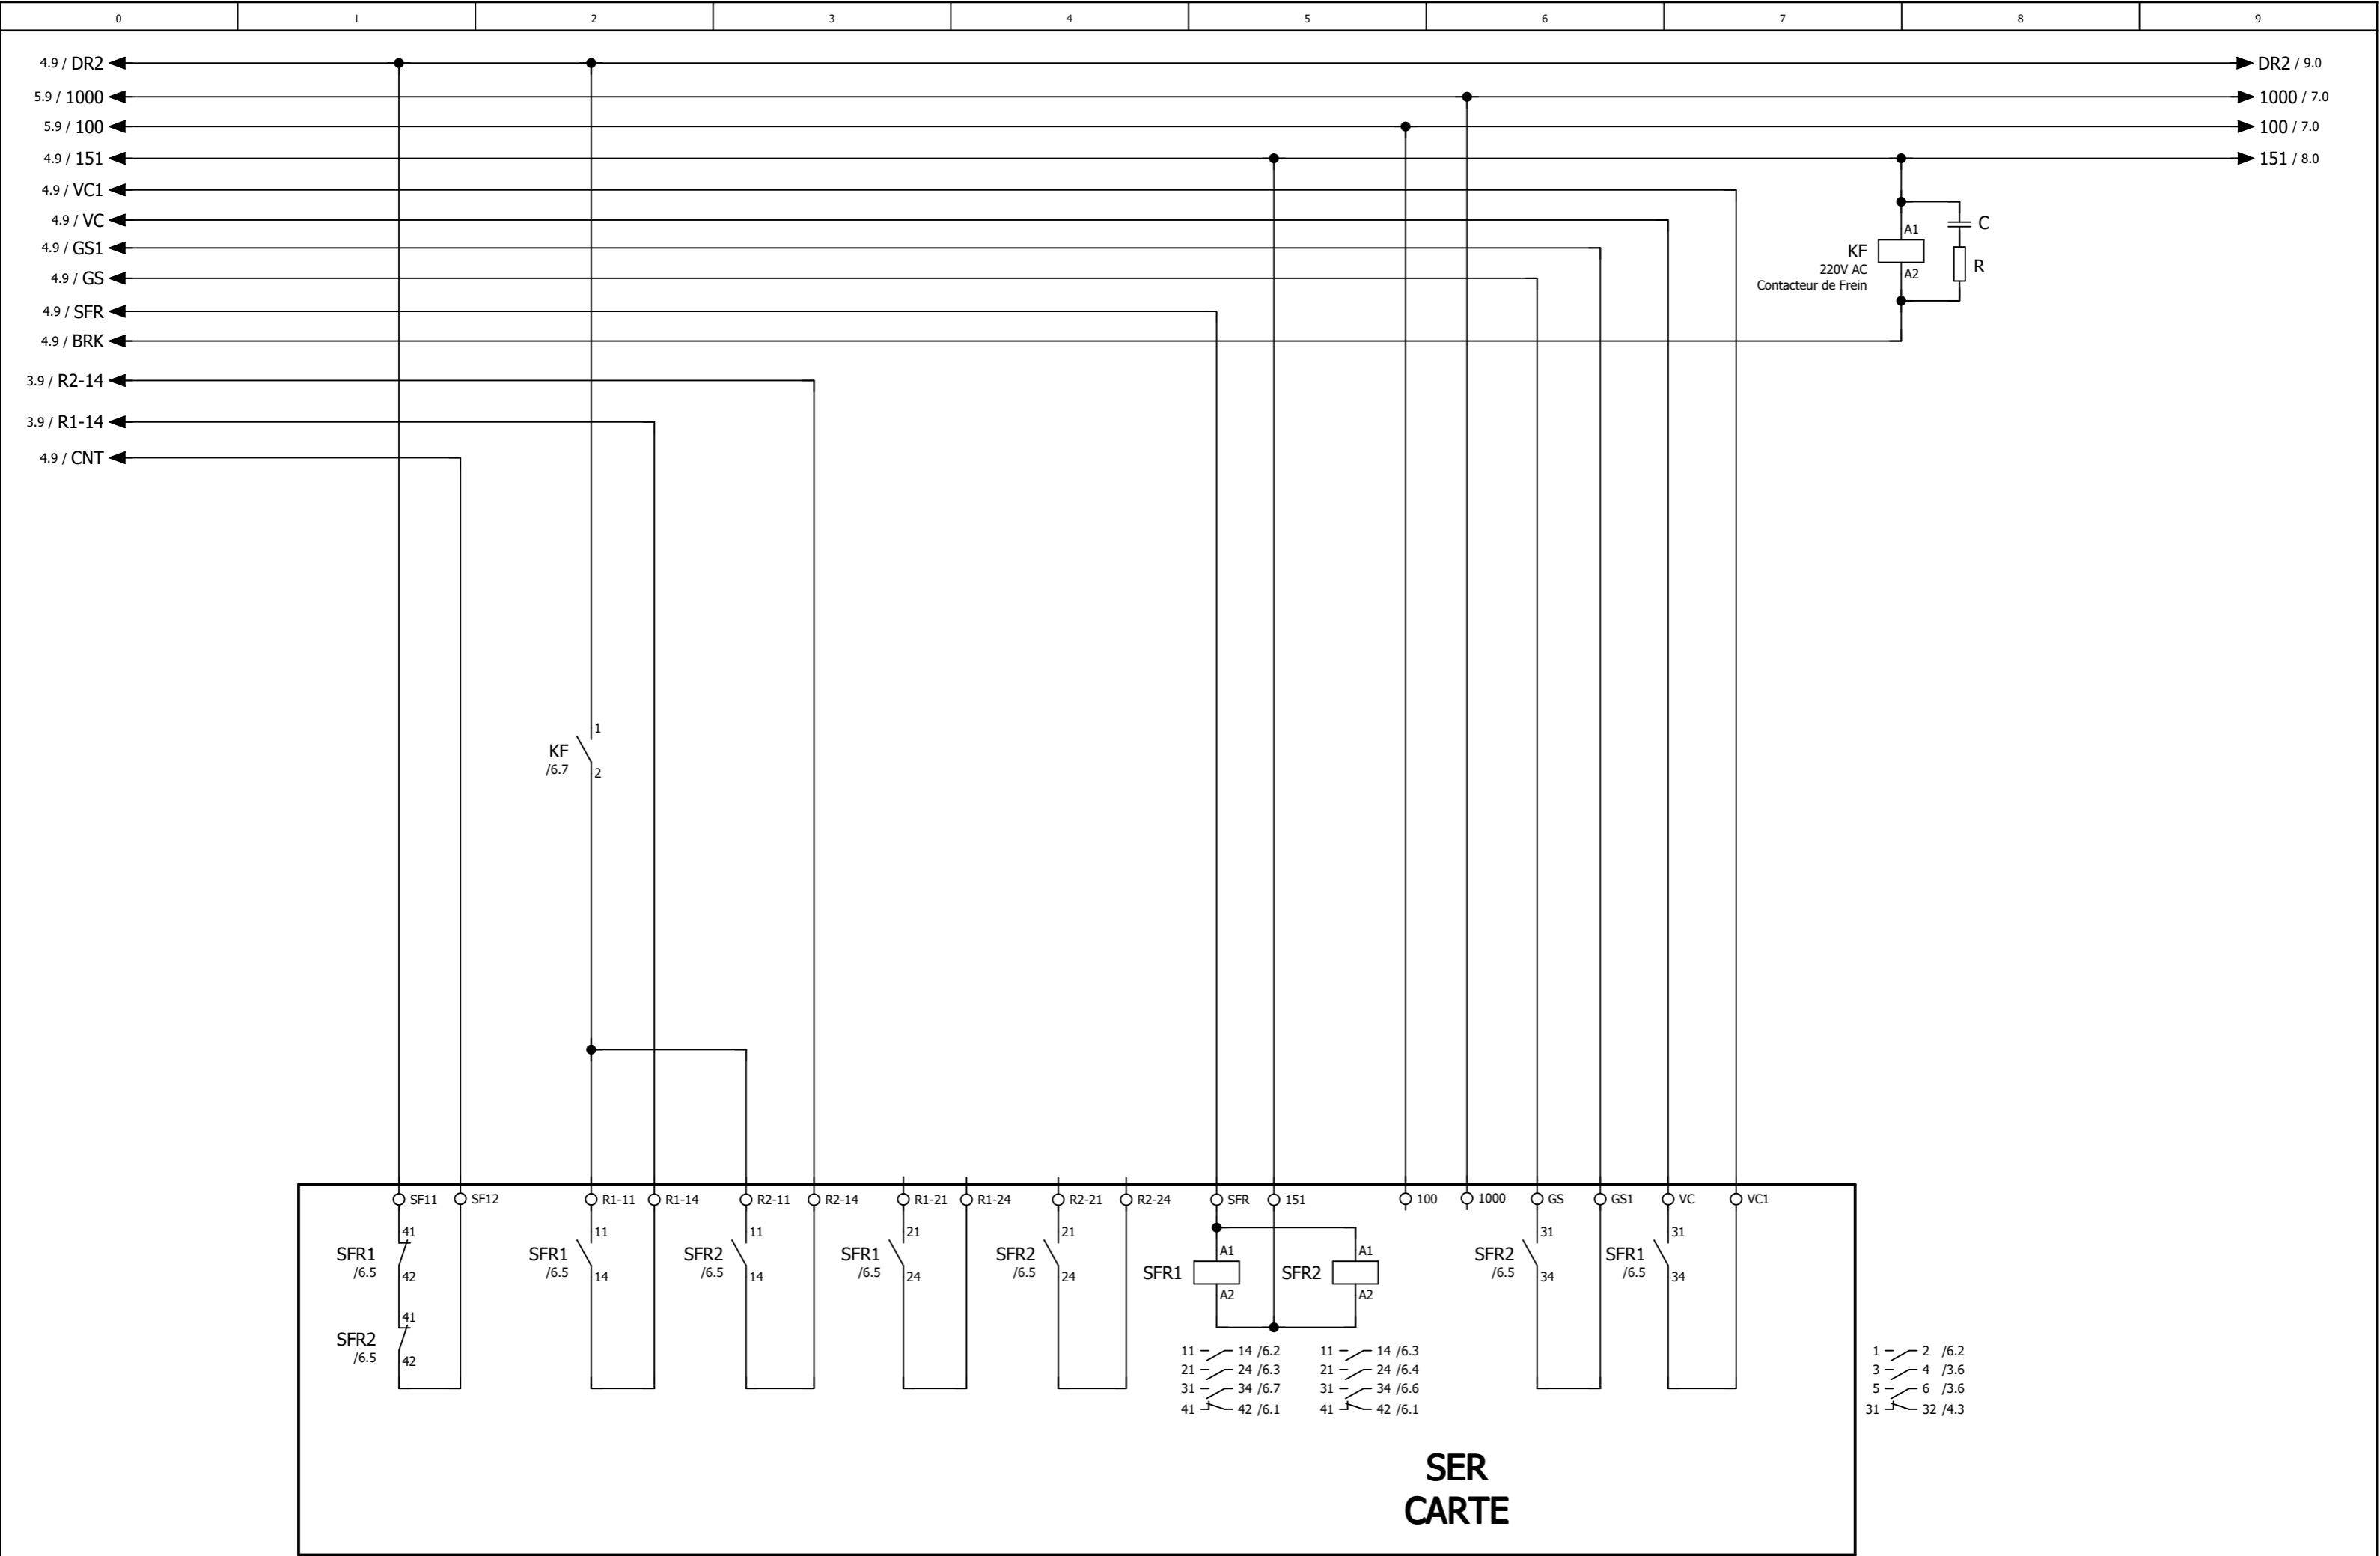 0 1 2 3 4 5 6 7 8 9
4.9 / DR2 DR2 / 9.0
5.9 / 1000 1000 / 7.0
5.9 / 100 100 / 7.0
4.9 / 151 151 / 8.0
4.9 / VC1
4.9 / VC
4.9 / GS1
4.9 / GS
4.9 / SFR
4.9 / BRK
3.9 / R2-14
3.9 / R1-14
4.9 / CNT
A1 C
KF
220V AC A2 R
Contacteur de Frein
1
KF
/6.7 2
SF11 SF12 R1-11 R1-14 R2-11 R2-14 R1-21 R1-24 R2-21 R2-24 SFR 151 100 1000 GS GS1 VC VC1
41 11 11 21 21 31 31
SFR1 SFR1 SFR2 SFR1 SFR2 A1 A1 SFR2 SFR1
/6.5 42 /6.5 14 /6.5 14 /6.5 24 /6.5 24 SFR1 SFR2 /6.5 34 /6.5 34
A2 A2
41
SFR2
/6.5 42
11 14 /6.2 11 14 /6.3 1 2 /6.2
21 24 /6.3 21 24 /6.4 3 4 /3.6
31 34 /6.7 31 34 /6.6 5 6 /3.6
41 42 /6.1 41 42 /6.1 31 32 /4.3
SER
CARTE